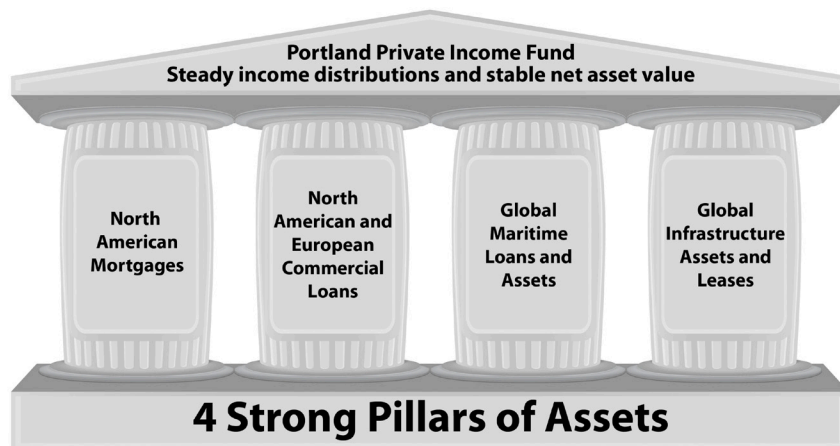 Portland Private Income Fund
Steady income distributions and stable net asset value
North
American
Mortgages
North
American and
European
Commercial
Loans
Global
Maritime
Loans and
Assets
Global
Infrastructure
Assets and
Leases
4 Strong Pillars of Assets